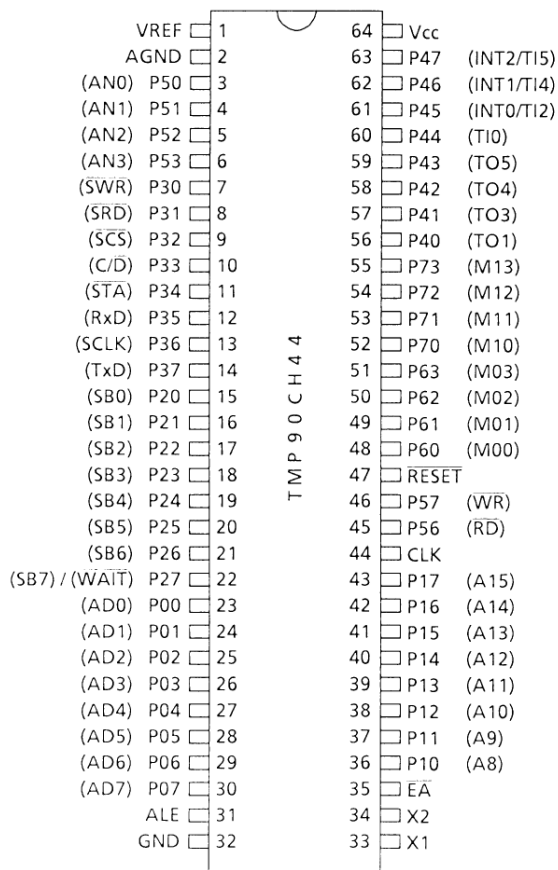 VREF 1 64 Vcc
AGND 2 63 P47 (INT2/TI5)
(AN0) P50 3 62 P46 (INT1/TI4)
(AN1) P51 4 61 P45 (INT0/TI2)
(AN2) P52 5 60 P44 (TI0)
(AN3) P53 6 59 P43 (TO5)
(SWR) P30 7 58 P42 (TO4)
(SRD) P31 8 57 P41 (TO3)
(SCS) P32 9 56 P40 (TO1)
(C/D) P33 10 55 P73 (M13)
(STA) P34 11 54 P72 (M12)
(RxD) P35 12 53 P71 (M11)
(SCLK) P36 13 52 P70 (M10)
(TxD) P37 14 51 P63 (M03)
(SB0) P20 15 50 P62 (M02)
(SB1) P21 16 49 P61 (M01)
(SB2) P22 17 48 P60 (M00)
(SB3) P23 18 47 RESET
(SB4) P24 19 46 P57 (WR)
(SB5) P25 20 45 P56 (RD)
(SB6) P26 21 44 CLK
(SB7) / (WAIT) P27 22 43 P17 (A15)
(AD0) P00 23 42 P16 (A14)
(AD1) P01 24 41 P15 (A13)
(AD2) P02 25 40 P14 (A12)
(AD3) P03 26 39 P13 (A11)
(AD4) P04 27 38 P12 (A10)
(AD5) P05 28 37 P11 (A9)
(AD6) P06 29 36 P10 (A8)
(AD7) P07 30 35 EA
ALE 31 34 X2
GND 32 33 X1
TMP90CH44